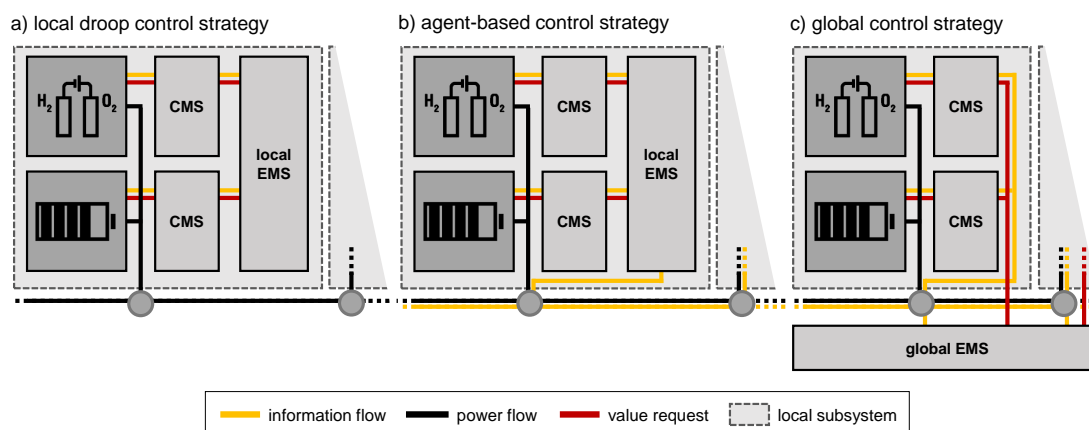 a) local droop control strategy
H2 O2
CMS
local
EMS
CMS
b) agent-based control strategy
H2 O2
CMS
local
EMS
CMS
c) global control strategy
H2 O2
CMS
CMS
global EMS
information flow
power flow
value request
local subsystem